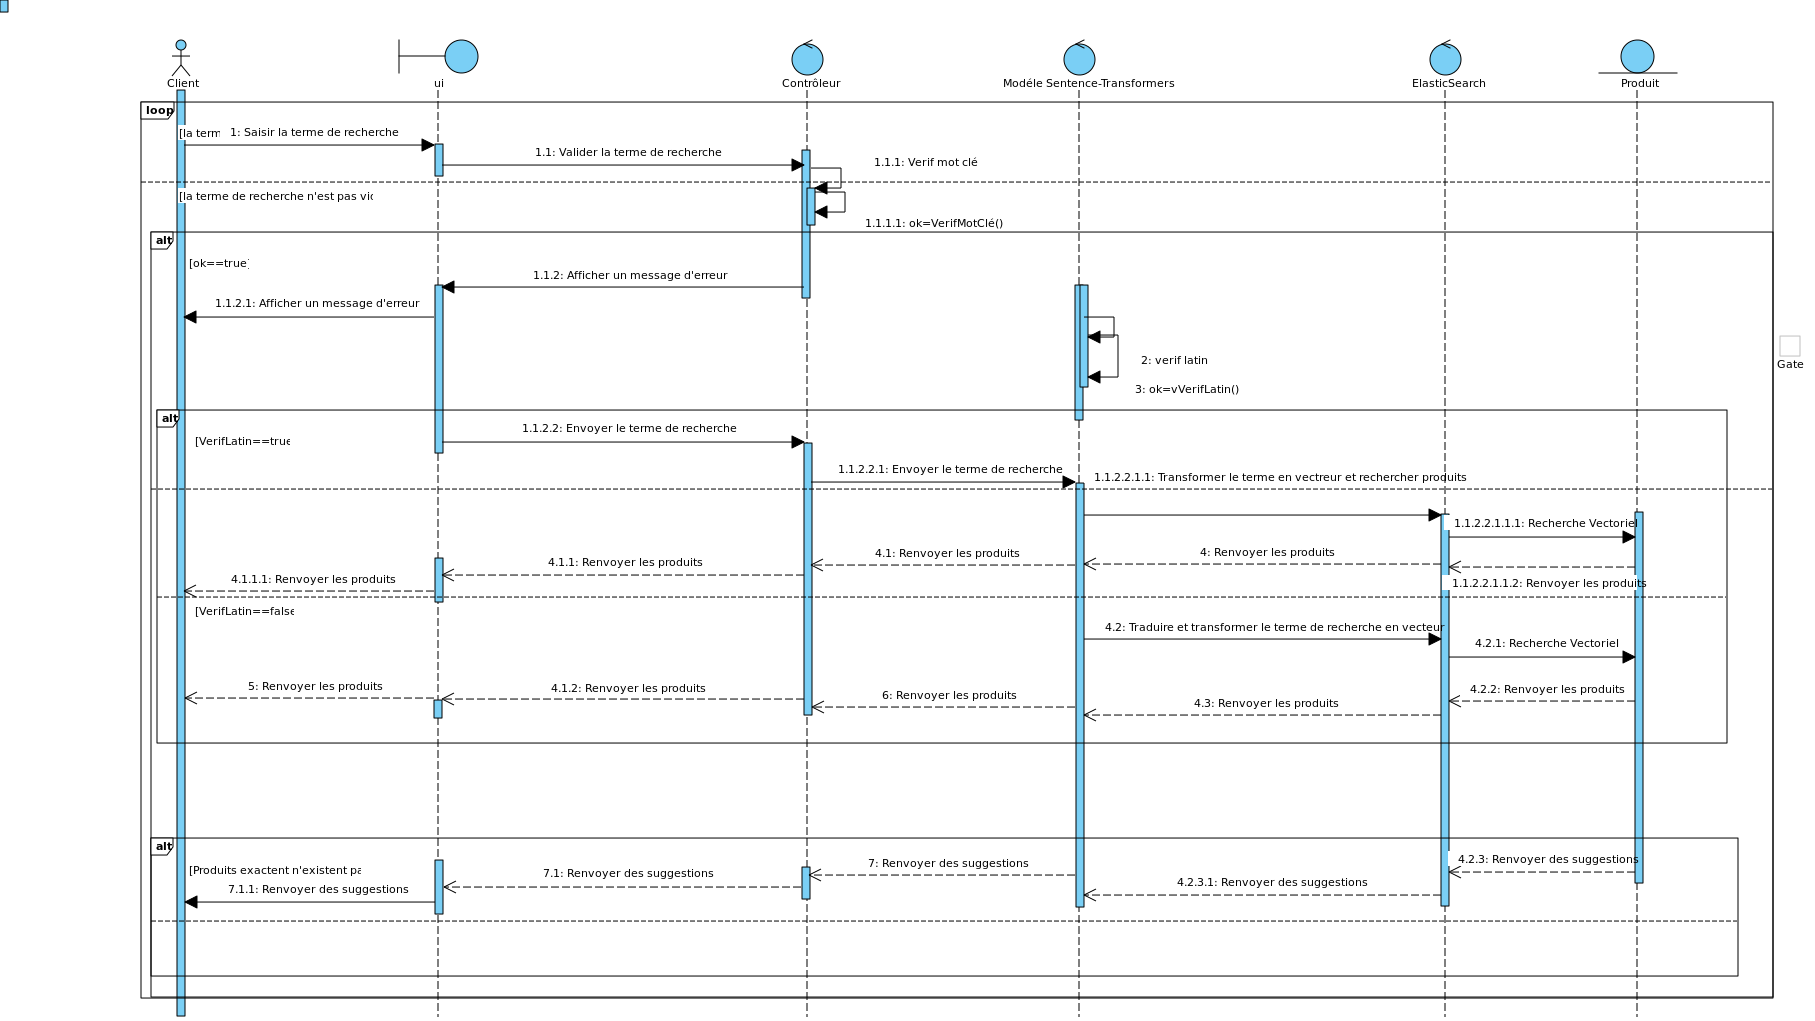 Client
ui
Contrôleur
Modéle Sentence-Transformers
ElasticSearch
Produit
loop
[la term
1: Saisir la terme de recherche
1.1: Valider la terme de recherche
1.1.1: Verif mot clé
[la terme de recherche n'est pas vic
1.1.1.1: ok=VerifMotClé()
alt
[ok==true]
1.1.2: Afficher un message d'erreur
1.1.2.1: Afficher un message d'erreur
2: verif latin
Gate
3: ok=vVerifLatin()
alt
[VerifLatin==true
1.1.2.2: Envoyer le terme de recherche
1.1.2.2.1: Envoyer le terme de recherche
1.1.2.2.1.1: Transformer le terme en vectreur et rechercher produits
1.1.2.2.1.1.1: Recherche Vectoriel
4: Renvoyer les produits
4.1: Renvoyer les produits
4.1.1: Renvoyer les produits
4.1.1.1: Renvoyer les produits
1.1.2.2.1.1.2: Renvoyer les produits
[VerifLatin==false
4.2: Traduire et transformer le terme de recherche en vecteur
4.2.1: Recherche Vectoriel
5: Renvoyer les produits
4.1.2: Renvoyer les produits
6: Renvoyer les produits
4.3: Renvoyer les produits
4.2.2: Renvoyer les produits
alt
[Produits exactent n'existent pa
7.1.1: Renvoyer des suggestions
7.1: Renvoyer des suggestions
7: Renvoyer des suggestions
4.2.3.1: Renvoyer des suggestions
4.2.3: Renvoyer des suggestions